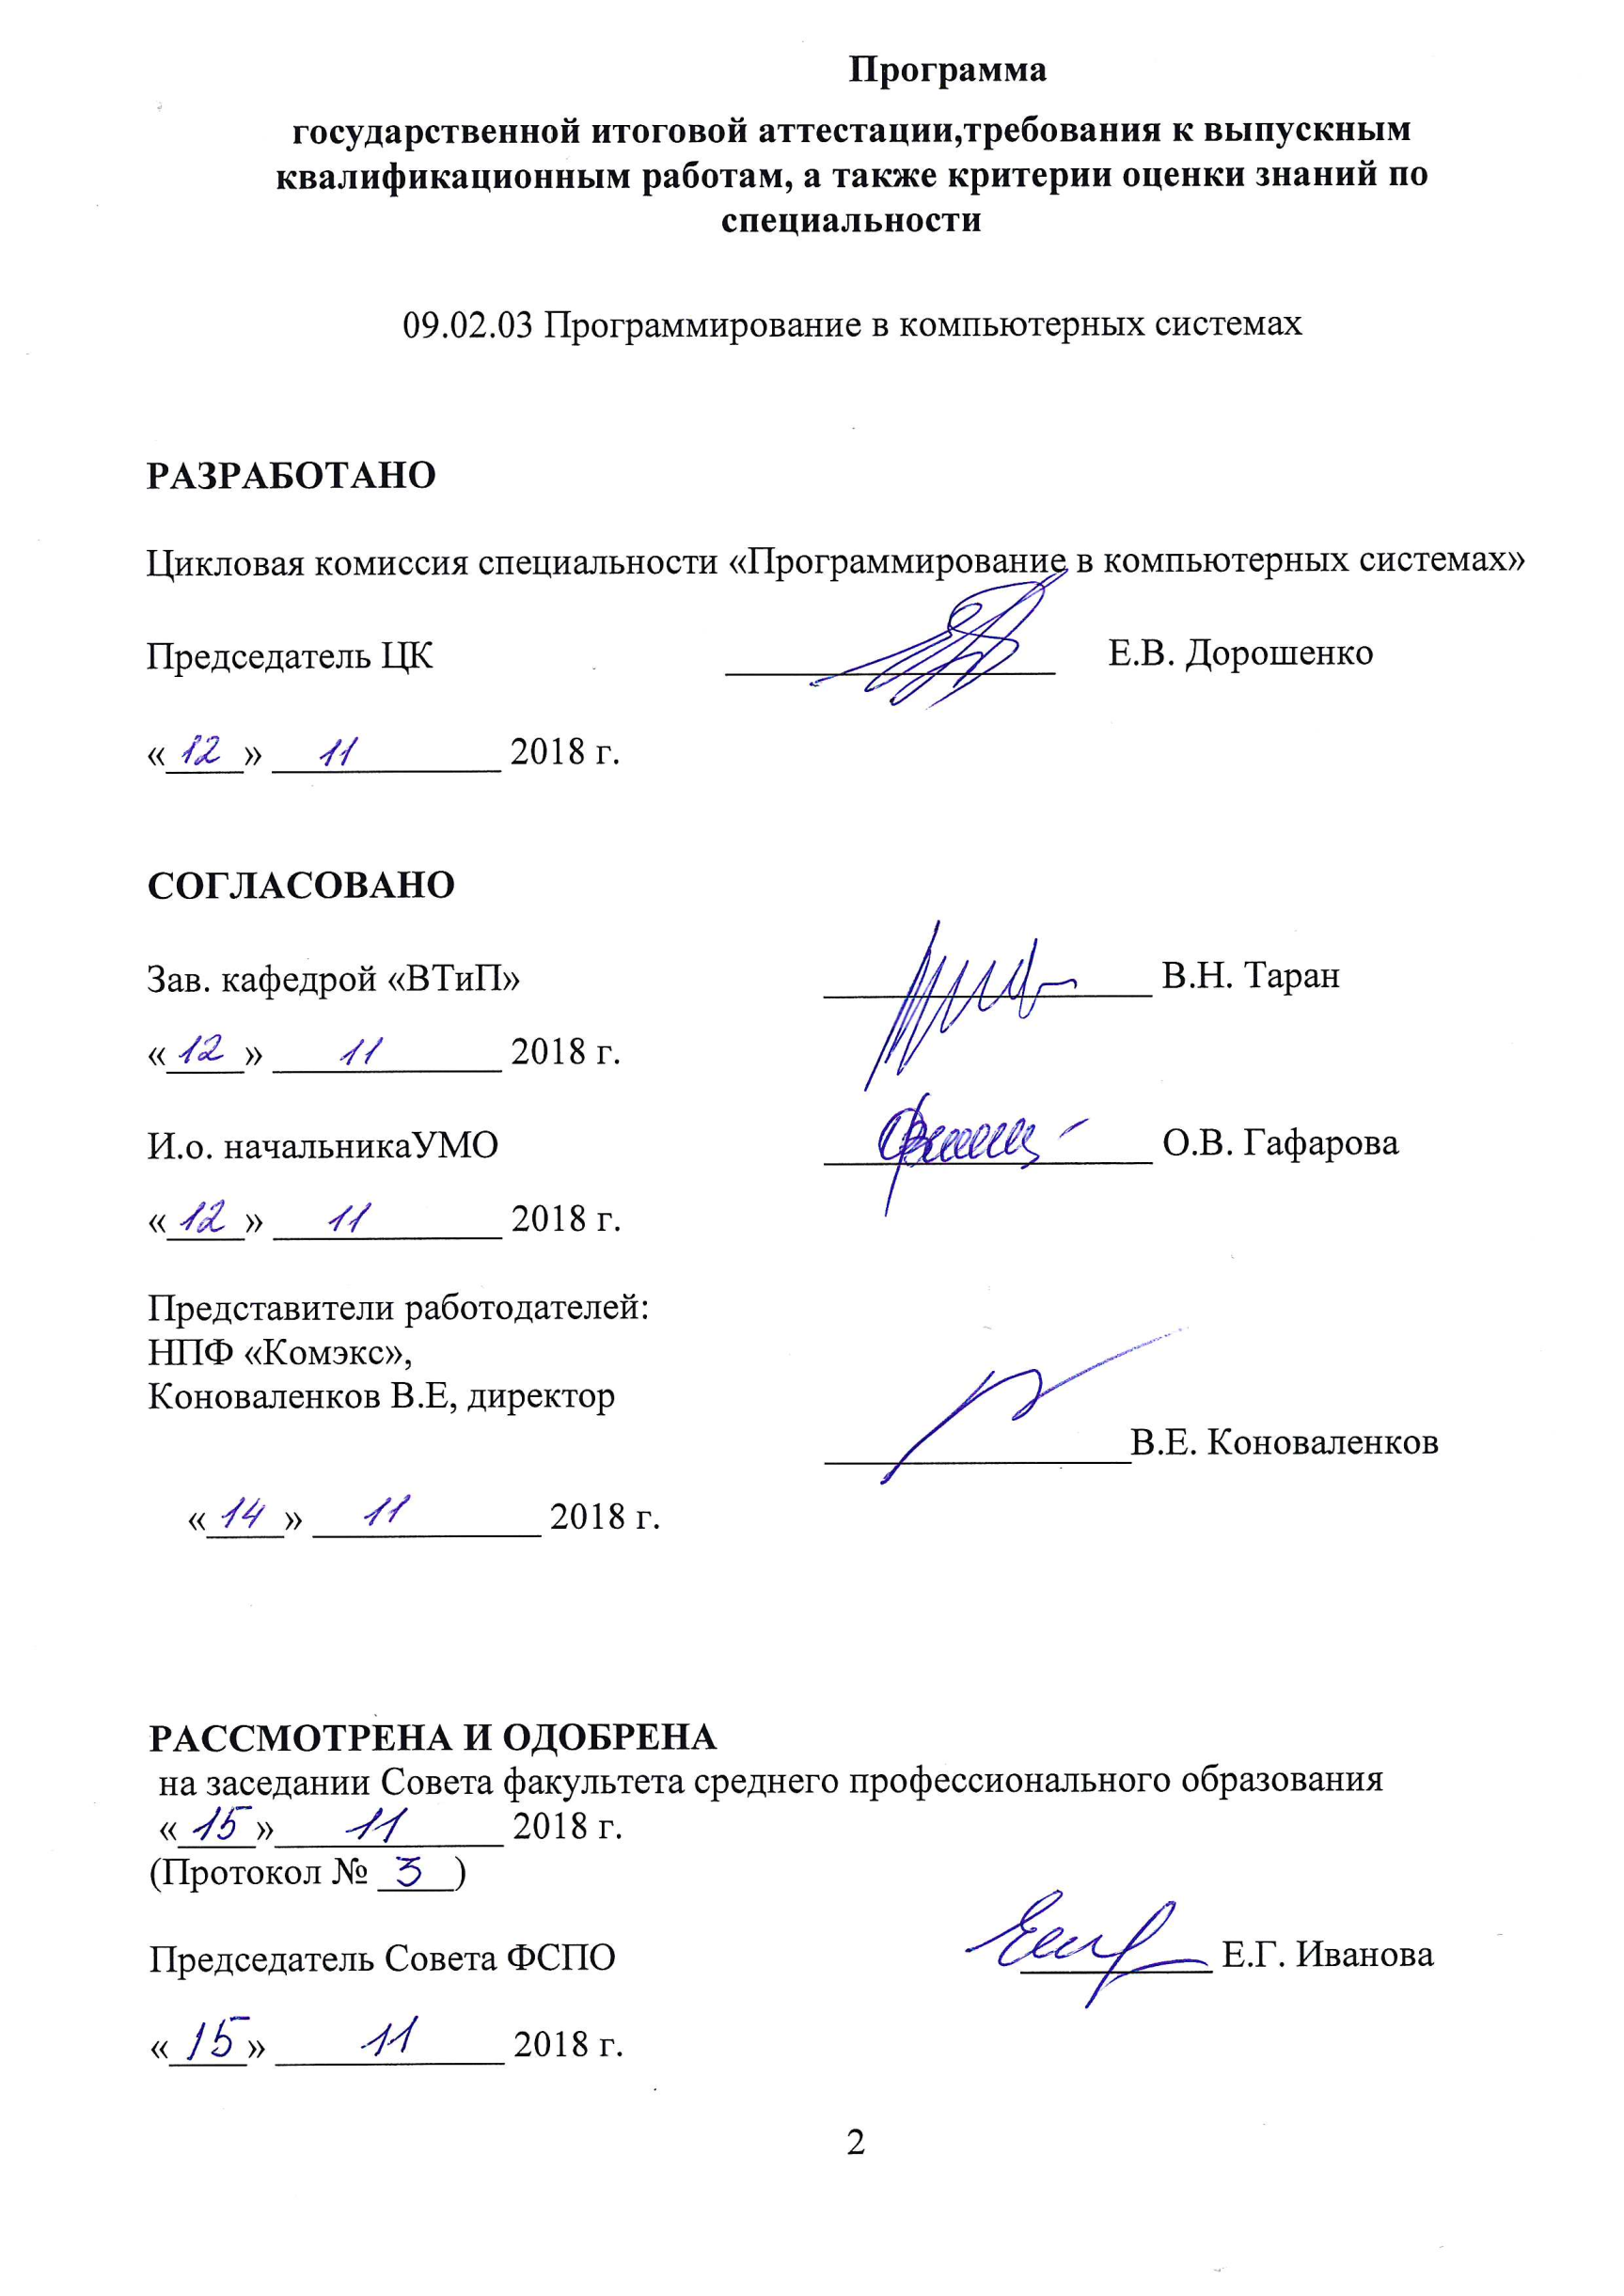 Программа
государственной итоговой аттестации,требования к выпускным
квалификационным работам, а также критерии оценки знаний по
специальности
09.02.03 Программирование в компьютерных системах
РАЗРАБОТАНО
Цикловая комиссия специальности «Программирование в компьютерных системах»
Председатель ЦК Е.В. Дорошенко
«12» 11 2018 г.
СОГЛАСОВАНО
Зав. кафедрой «ВТиП» В.Н. Таран
«12» 11 2018 г.
И.о. начальникаУМО О.В. Гафарова
«12» 11 2018 г.
Представители работодателей:
НПФ «Комэкс»,
Коноваленков В.Е, директор
В.Е. Коноваленков
«14» 11 2018 г.
РАССМОТРЕНА И ОДОБРЕНА
на заседании Совета факультета среднего профессионального образования
«15» 11 2018 г.
(Протокол № 3)
Председатель Совета ФСПО Е.Г. Иванова
«15» 11 2018 г.
2